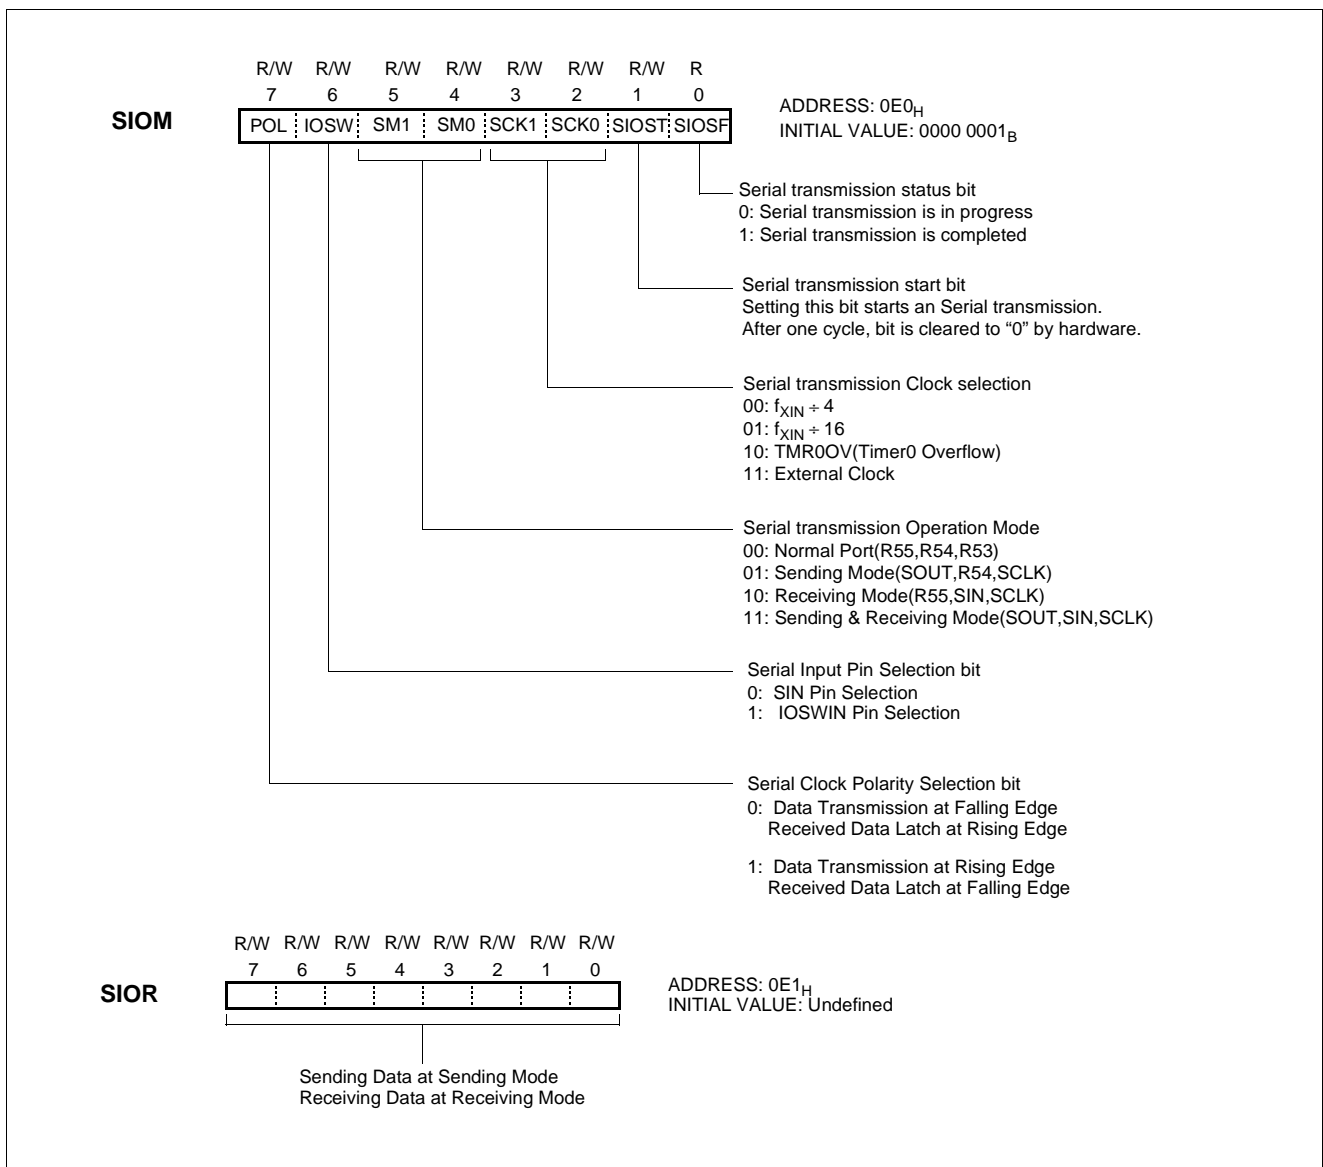 R/W R/W R/W R/W R/W R/W R/W R
7 6 5 4 3 2 1 0
SIOM
POL IOSW SM1 SM0 SCK1 SCK0 SIOST SIOSF
ADDRESS: 0E0H
INITIAL VALUE: 0000 0001B
Serial transmission status bit
0: Serial transmission is in progress
1: Serial transmission is completed
Serial transmission start bit
Setting this bit starts an Serial transmission.
After one cycle, bit is cleared to “0” by hardware.
Serial transmission Clock selection
00: fXIN ÷ 4
01: fXIN ÷ 16
10: TMR0OV(Timer0 Overflow)
11: External Clock
Serial transmission Operation Mode
00: Normal Port(R55,R54,R53)
01: Sending Mode(SOUT,R54,SCLK)
10: Receiving Mode(R55,SIN,SCLK)
11: Sending & Receiving Mode(SOUT,SIN,SCLK)
Serial Input Pin Selection bit
0: SIN Pin Selection
1: IOSWIN Pin Selection
Serial Clock Polarity Selection bit
0: Data Transmission at Falling Edge
Received Data Latch at Rising Edge
1: Data Transmission at Rising Edge
Received Data Latch at Falling Edge
R/W R/W R/W R/W R/W R/W R/W R/W
7 6 5 4 3 2 1 0
SIOR
ADDRESS: 0E1H
INITIAL VALUE: Undefined
Sending Data at Sending Mode
Receiving Data at Receiving Mode